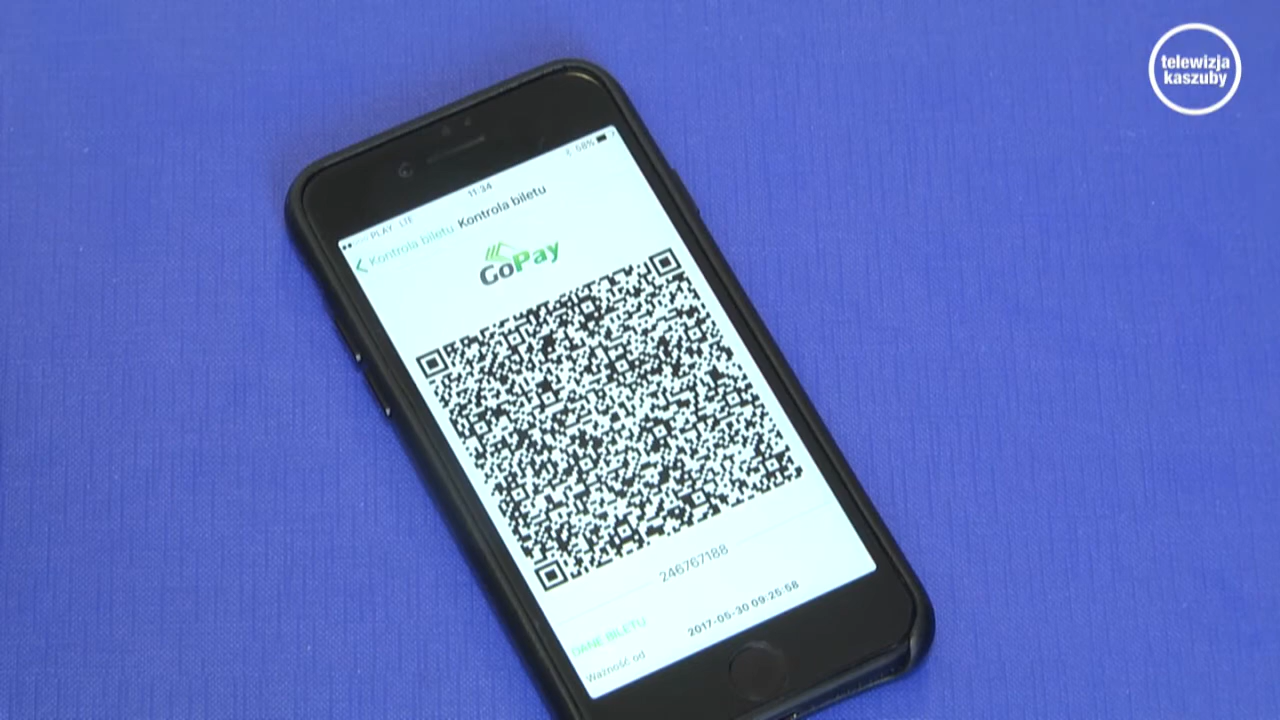 telewizja
kaszuby
PLAY LTE 11:34 58%
Kontrola biletu Kontrola biletu
GoPay
246767188
DANE BILETU
Ważność od 2017-05-30 09:25:58